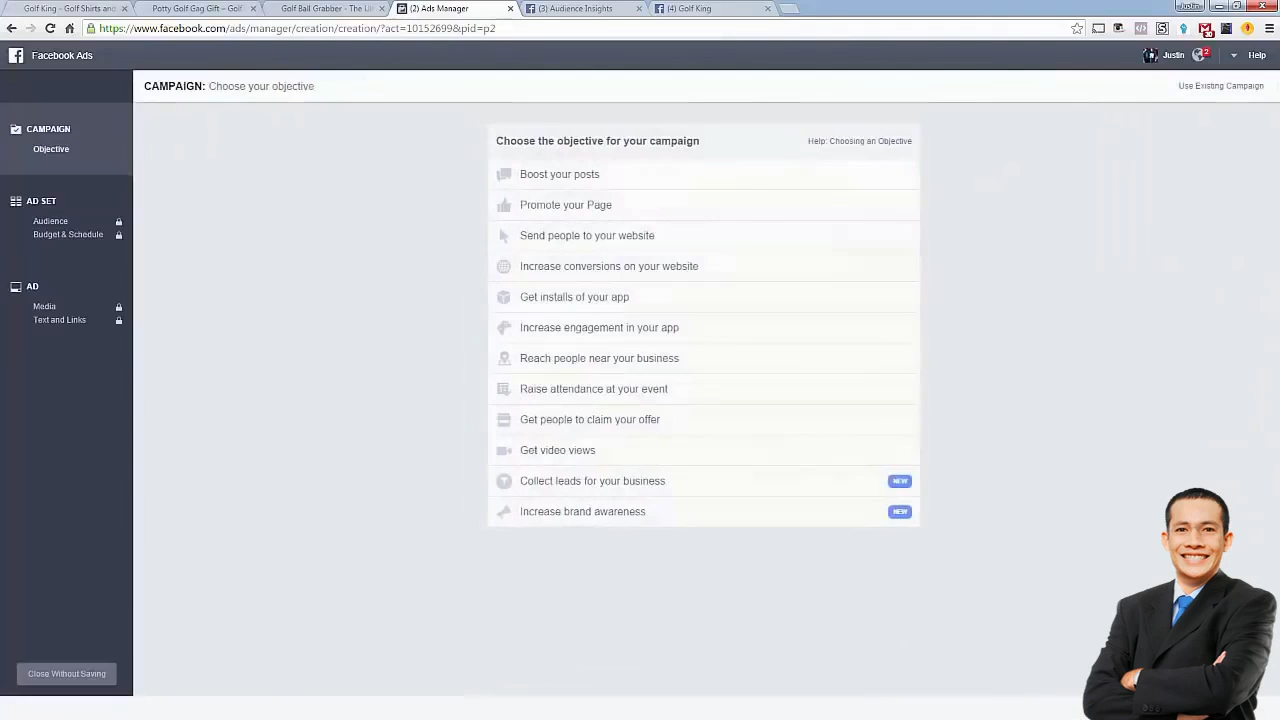 Golf King – Golf Shirts and
Potty Golf Gag Gift – Golf
Golf Ball Grabber - The Ul
(2) Ads Manager
(3) Audience Insights
(4) Golf King
Justin
https://www.facebook.com/ads/manager/creation/creation/?act=10152699&pid=p2
30
Facebook Ads
Justin
2
Help
CAMPAIGN: Choose your objective
Use Existing Campaign
CAMPAIGN
Objective
AD SET
Audience
Budget & Schedule
AD
Media
Text and Links
Close Without Saving
Choose the objective for your campaign
Help: Choosing an Objective
Boost your posts
Promote your Page
Send people to your website
Increase conversions on your website
Get installs of your app
Increase engagement in your app
Reach people near your business
Raise attendance at your event
Get people to claim your offer
Get video views
Collect leads for your business
NEW
Increase brand awareness
NEW